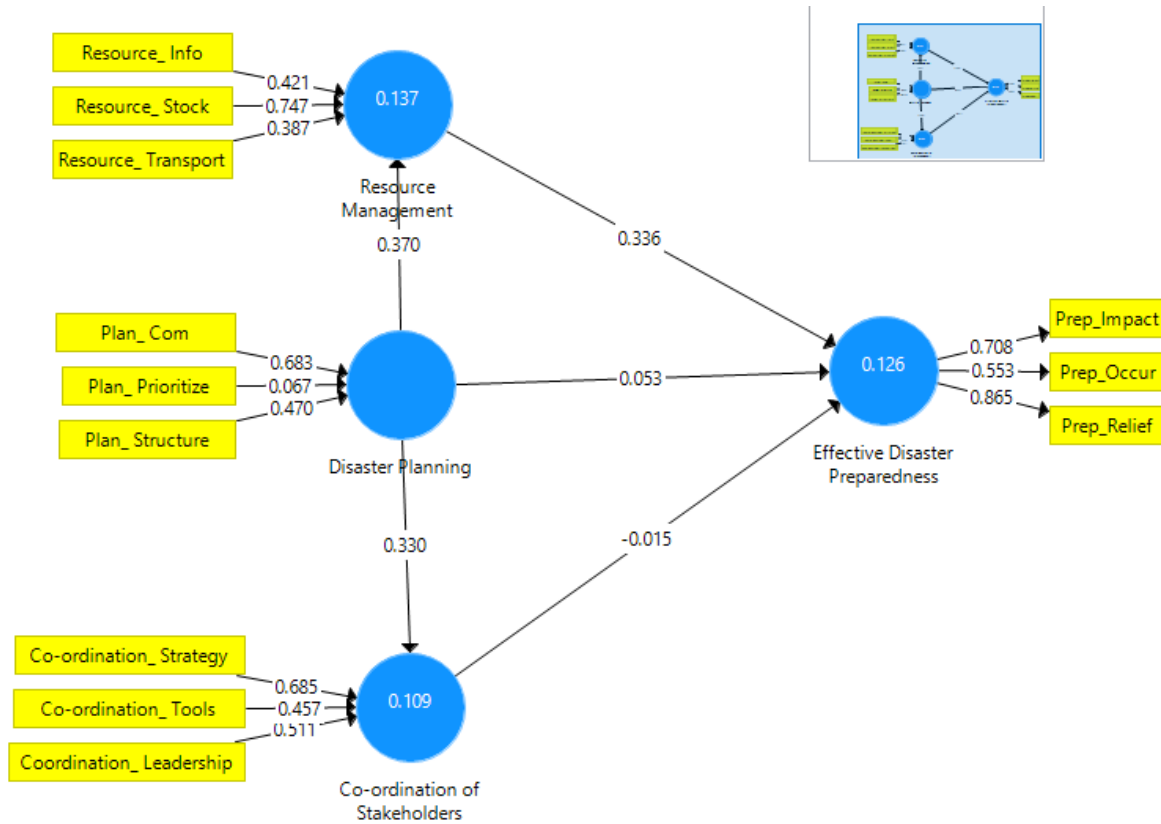 Resource_ Info
0.421
Resource_ Stock
0.747
Resource_ Transport
0.387
0.137
Resource
Management
0.370
0.336
Plan_ Com
0.683
Plan_ Prioritize
0.067
Plan_ Structure
0.470
Disaster Planning
0.053
0.126
Effective Disaster
Preparedness
Prep_Impact
0.708
Prep_Occur
0.553
Prep_Relief
0.865
0.330
-0.015
Co-ordination_ Strategy
0.685
Co-ordination_ Tools
0.457
Coordination_ Leadership
0.511
0.109
Co-ordination of
Stakeholders